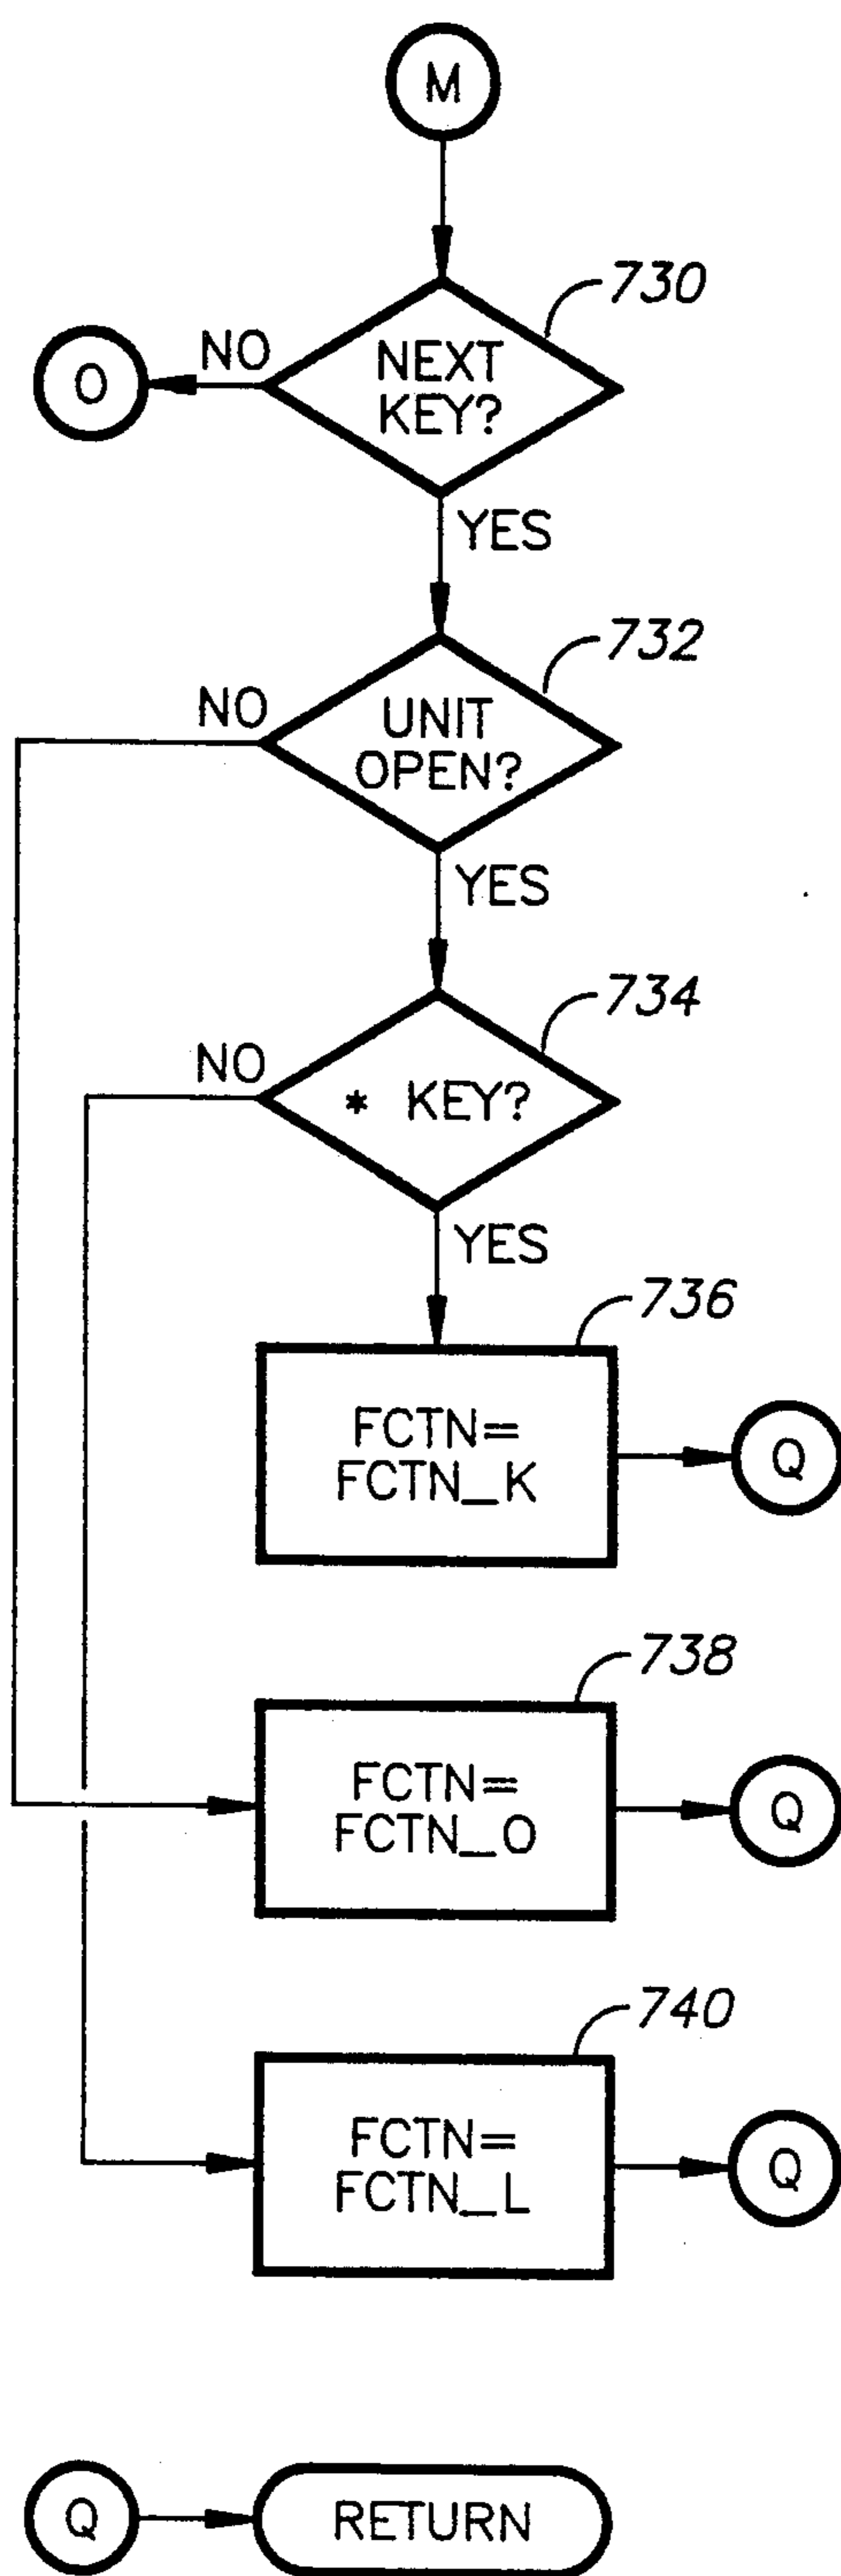 M
730
NO
NEXT
KEY?
O
YES
732
NO
UNIT
OPEN?
YES
734
NO
* KEY?
YES
736
FCTN=
FCTN_K
Q
738
FCTN=
FCTN_O
Q
740
FCTN=
FCTN_L
Q
Q
RETURN